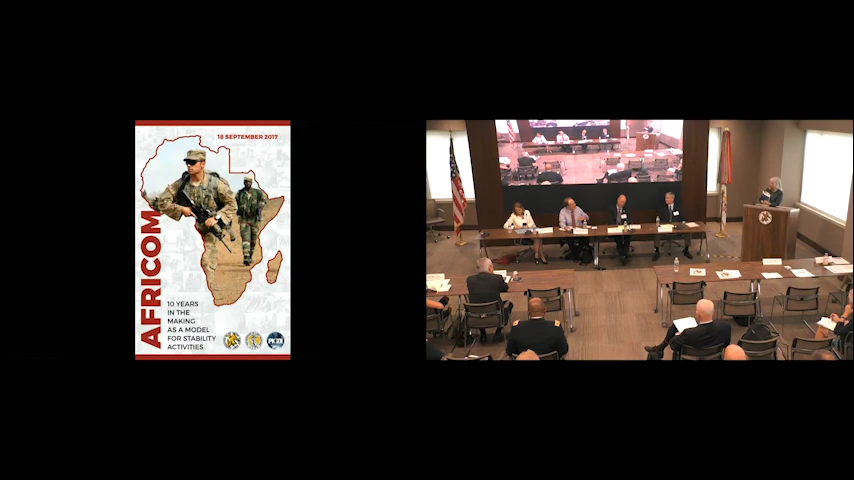 18 SEPTEMBER 2017
AFRICOM
10 YEARS
IN THE
MAKING
AS A MODEL
FOR STABILITY
ACTIVITIES